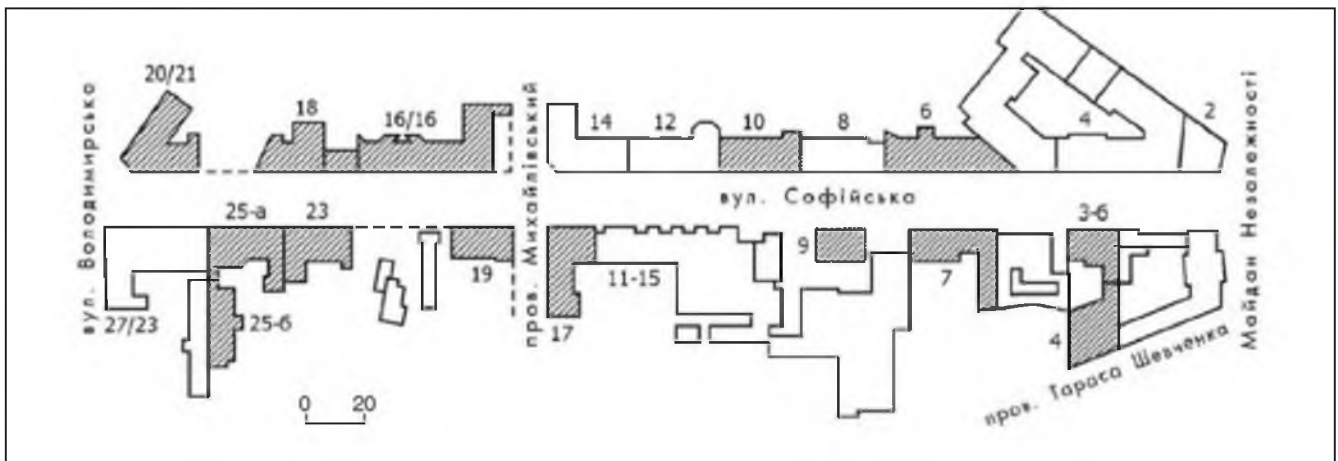 вул. Володимирсько
20/21
18
16/16
пров. Михайлівський
14
12
10
8
6
4
2
Майдан Незалежності
вул. Софійська
25-а
23
19
27/23
25-б
17
11-15
9
7
3-б
4
пров. Тараса Шевченка
0 20